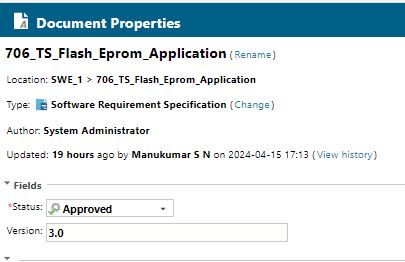 Document Properties
706_TS_Flash_Eprom_Application (Rename)
Location: SWE_1 > 706_TS_Flash_Eprom_Application
Type: Software Requirement Specification (Change)
Author: System Administrator
Updated: 19 hours ago by Manukumar S N on 2024-04-15 17:13 (View history)
Fields
*Status: Approved
Version: 3.0